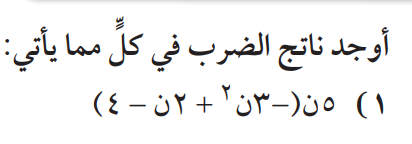 أوجد ناتج الضرب في كلٍّ مما يأتي:
١) ٥ن(-٣ن٢ + ٢ن - ٤)